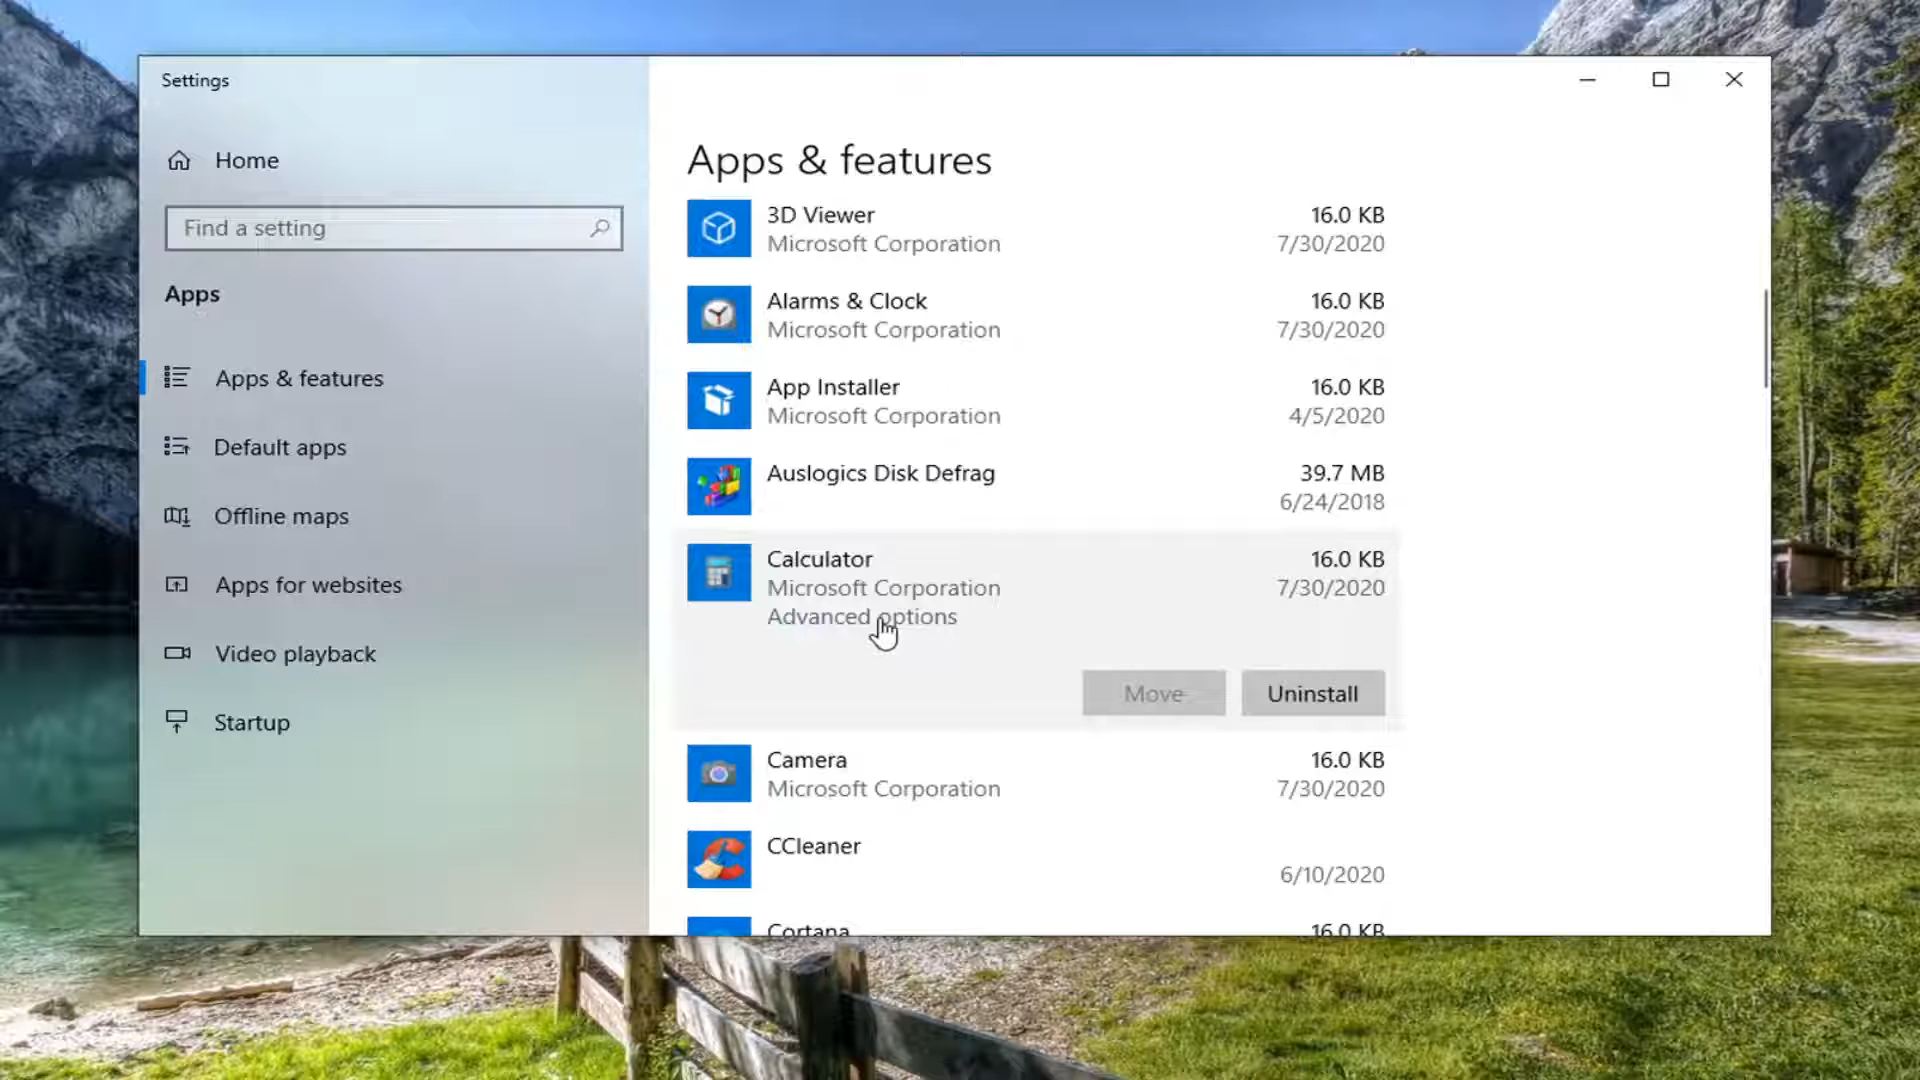 Settings
Home
Find a setting
Apps
Apps & features
Default apps
Offline maps
Apps for websites
Video playback
Startup
Apps & features
3D Viewer 16.0 KB
Microsoft Corporation 7/30/2020
Alarms & Clock 16.0 KB
Microsoft Corporation 7/30/2020
App Installer 16.0 KB
Microsoft Corporation 4/5/2020
Auslogics Disk Defrag 39.7 MB
6/24/2018
Calculator 16.0 KB
Microsoft Corporation 7/30/2020
Advanced options
Move Uninstall
Camera 16.0 KB
Microsoft Corporation 7/30/2020
CCleaner
6/10/2020
Cortana 16.0 KB